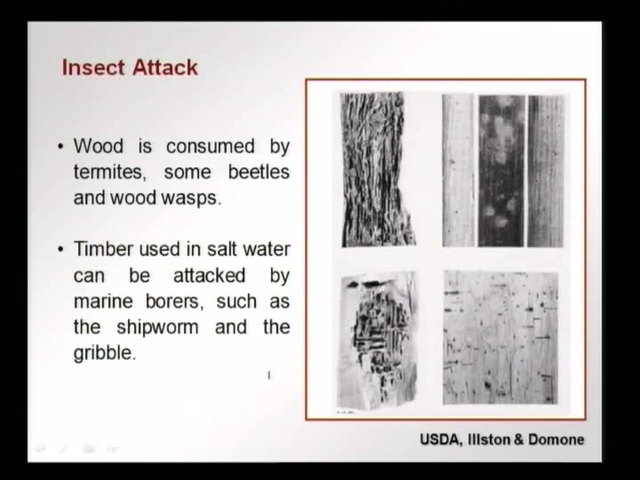 Insect Attack
• Wood is consumed by
termites, some beetles
and wood wasps.
• Timber used in salt water
can be attacked by
marine borers, such as
the shipworm and the
gribble.
USDA, Illston & Domone